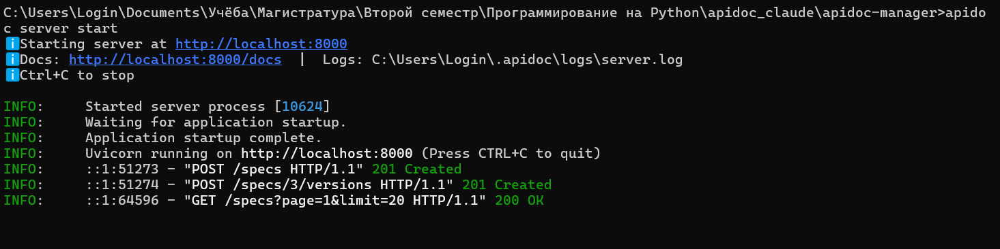 C:\Users\Login\Documents\Учёба\Магистратура\Второй семестр\Программирование на Python\apidoc_claude\apidoc-manager>apido
c server start
ℹStarting server at http://localhost:8000
ℹDocs: http://localhost:8000/docs  |  Logs: C:\Users\Login\.apidoc\logs\server.log
ℹCtrl+C to stop
INFO:     Started server process [10624]
INFO:     Waiting for application startup.
INFO:     Application startup complete.
INFO:     Uvicorn running on http://localhost:8000 (Press CTRL+C to quit)
INFO:     ::1:51273 - "POST /specs HTTP/1.1" 201 Created
INFO:     ::1:51274 - "POST /specs/3/versions HTTP/1.1" 201 Created
INFO:     ::1:64596 - "GET /specs?page=1&limit=20 HTTP/1.1" 200 OK